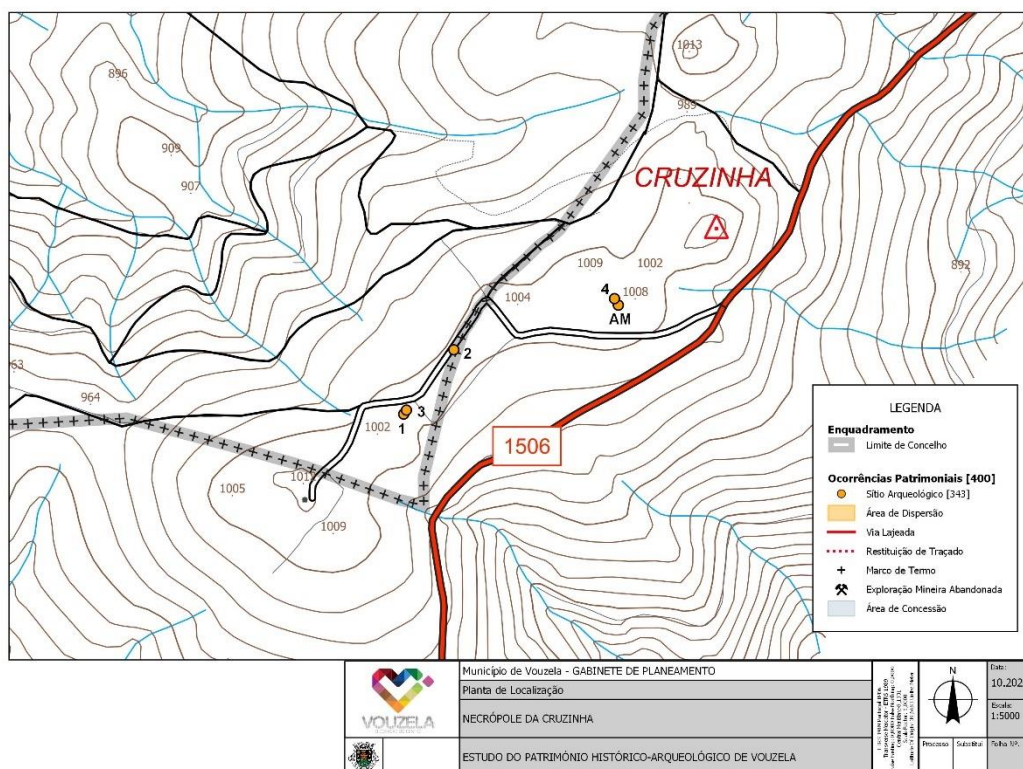 1013
896
989
909
907
CRUZINHA
892
1009
1002
1004
4
1008
AM
2
63
964
3
1
1002
1506
1005
1009
LEGENDA
Enquadramento
Limite de Concelho
Ocorrências Patrimoniais [400]
Sítio Arqueológico [343]
Área de Dispersão
Via Lajeada
Restituição de Traçado
Marco de Termo
Exploração Mineira Abandonada
Área de Concessão
VOUZELA
Município de Vouzela - GABINETE DE PLANEAMENTO
Planta de Localização
NECRÓPOLE DA CRUZINHA
ESTUDO DO PATRIMÓNIO HISTÓRICO-ARQUEOLÓGICO DE VOUZELA
N
Data:
10.202
Escala:
1:5000
Processo
Substitui
Folha Nº.